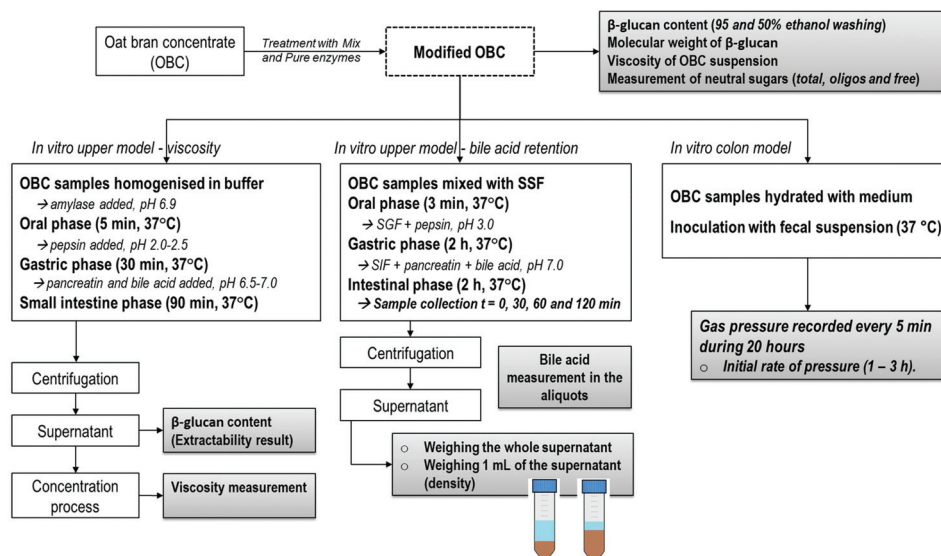 Oat bran concentrate
(OBC)
Treatment with Mix
and Pure enzymes
Modified OBC
β-glucan content (95 and 50% ethanol washing)
Molecular weight of β-glucan
Viscosity of OBC suspension
Measurement of neutral sugars (total, oligos and free)
In vitro upper model - viscosity
OBC samples homogenised in buffer
→ amylase added, pH 6.9
Oral phase (5 min, 37°C)
→ pepsin added, pH 2.0-2.5
Gastric phase (30 min, 37°C)
→ pancreatin and bile acid added, pH 6.5-7.0
Small intestine phase (90 min, 37°C)
Centrifugation
Supernatant
β-glucan content
(Extractability result)
Concentration
process
Viscosity measurement
In vitro upper model - bile acid retention
OBC samples mixed with SSF
Oral phase (3 min, 37°C)
→ SGF + pepsin, pH 3.0
Gastric phase (2 h, 37°C)
→ SIF + pancreatin + bile acid, pH 7.0
Intestinal phase (2 h, 37°C)
→ Sample collection t = 0, 30, 60 and 120 min
Centrifugation
Supernatant
Bile acid
measurement in the
aliquots
o Weighing the whole supernatant
o Weighing 1 mL of the supernatant
(density)
In vitro colon model
OBC samples hydrated with medium
Inoculation with fecal suspension (37 °C)
Gas pressure recorded every 5 min
during 20 hours
o Initial rate of pressure (1 – 3 h).